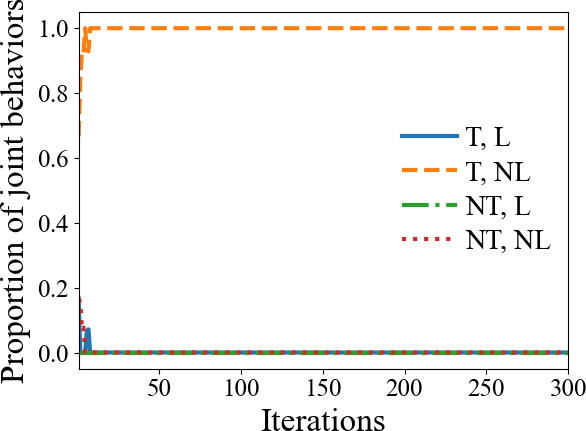 Proportion of joint behaviors
1.0
0.8
0.6
0.4
0.2
0.0
T, L
T, NL
NT, L
NT, NL
50
100
150
200
250
300
Iterations